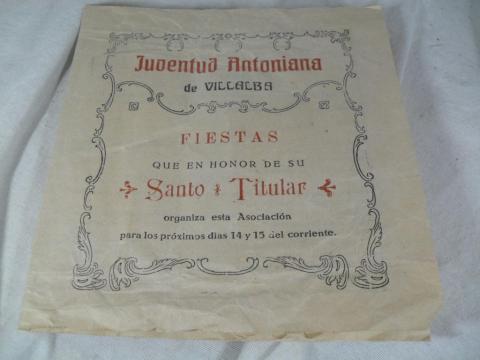 Juventud Antoniana
de VILLALBA
FIESTAS
QUE EN HONOR DE SU
Santo Titular
organiza esta Asociación
para los próximos dias 14 y 15 del corriente.